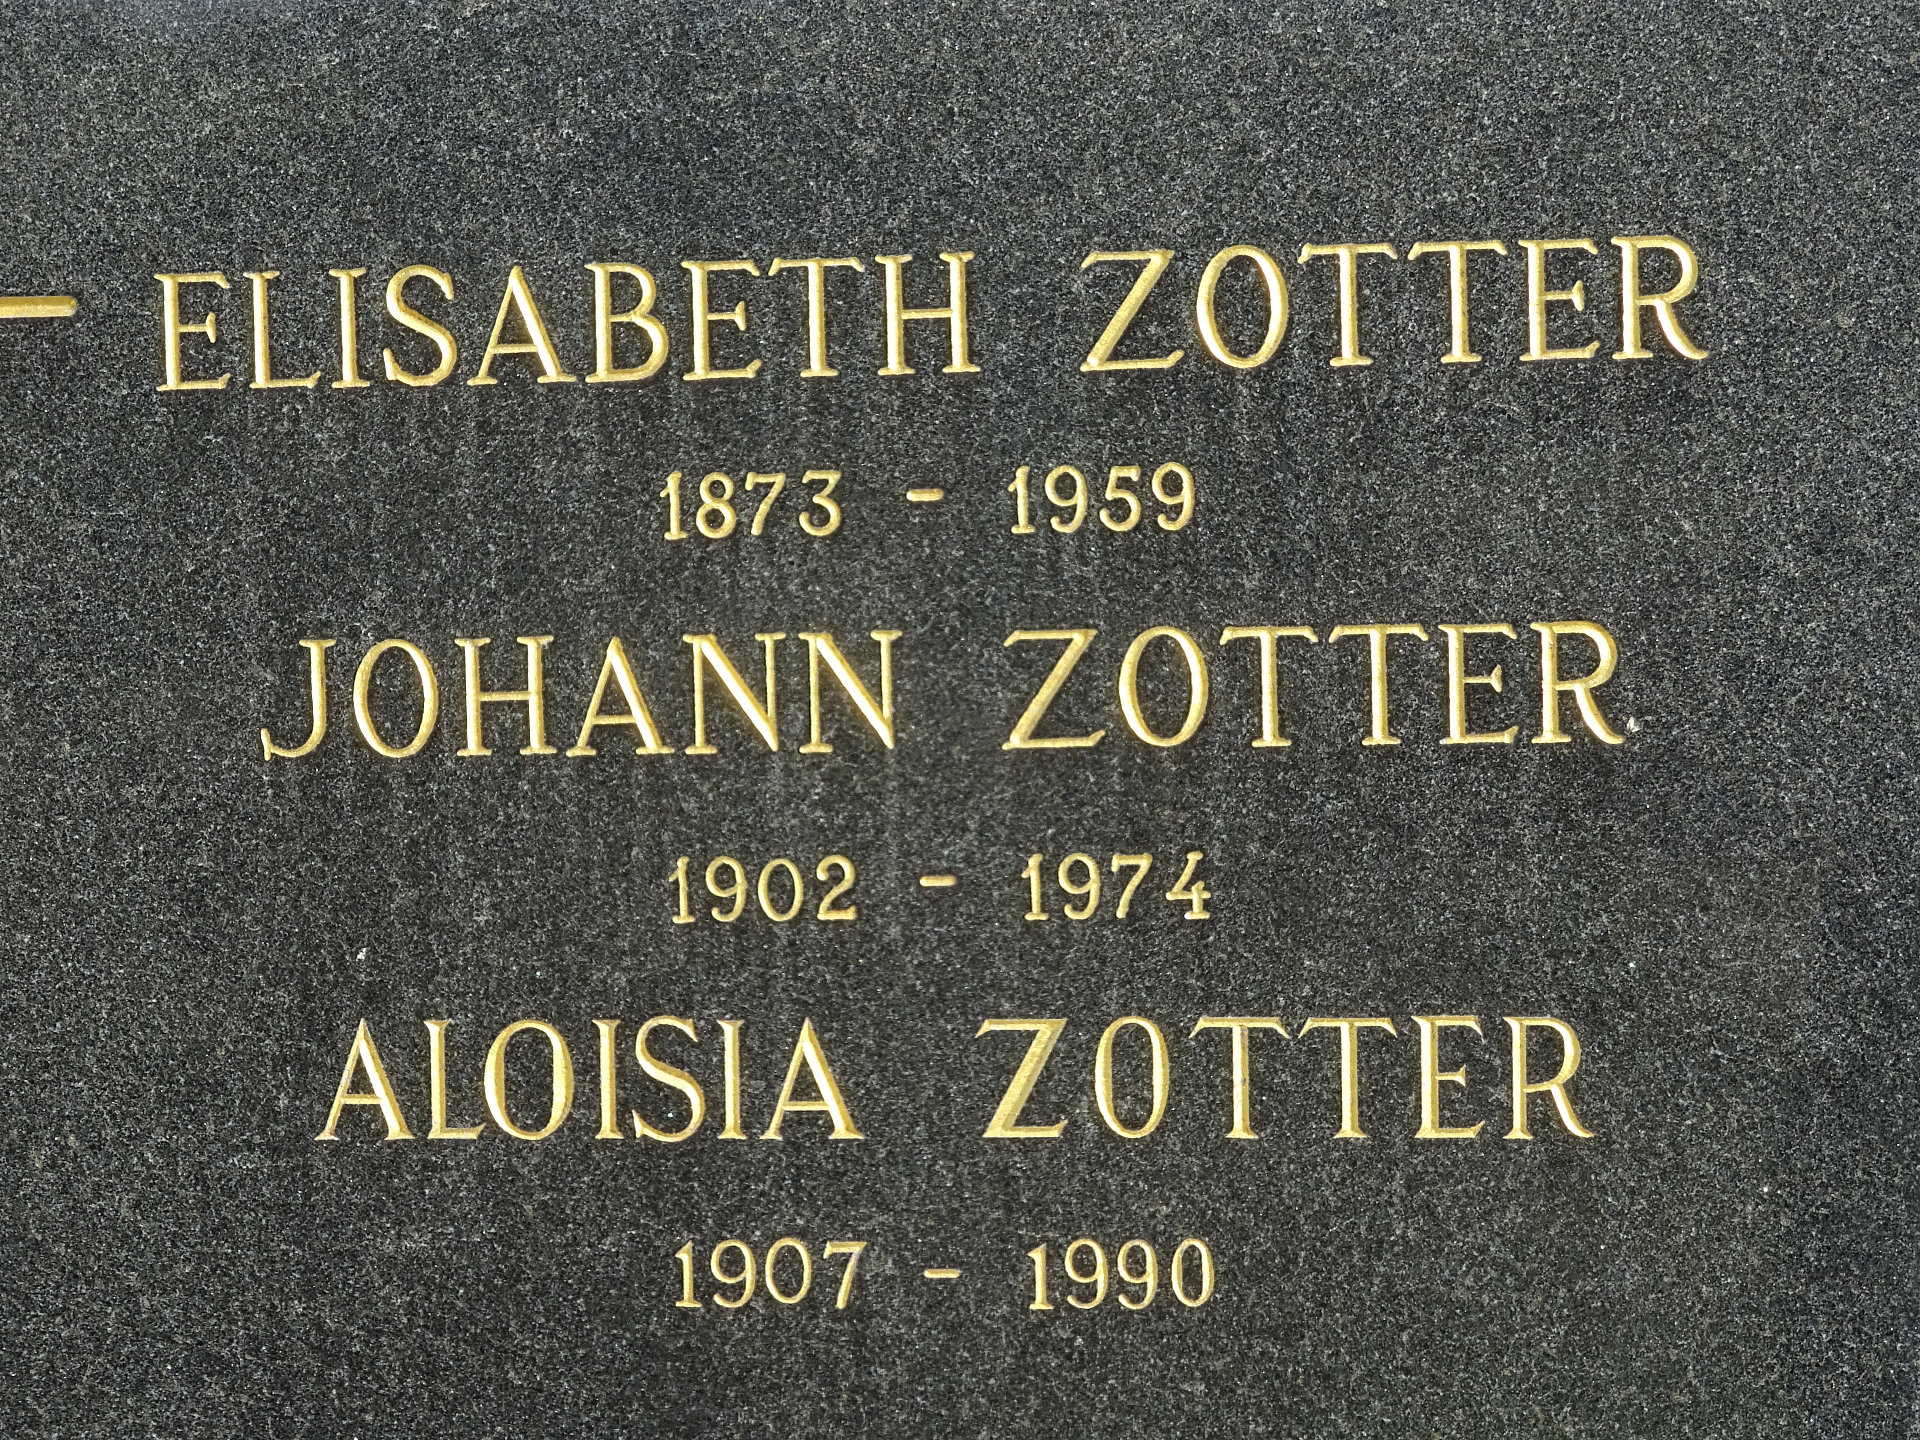 — ELISABETH ZOTTER
1873 - 1959
JOHANN ZOTTER
1902 - 1974
ALOISIA ZOTTER
1907 - 1990